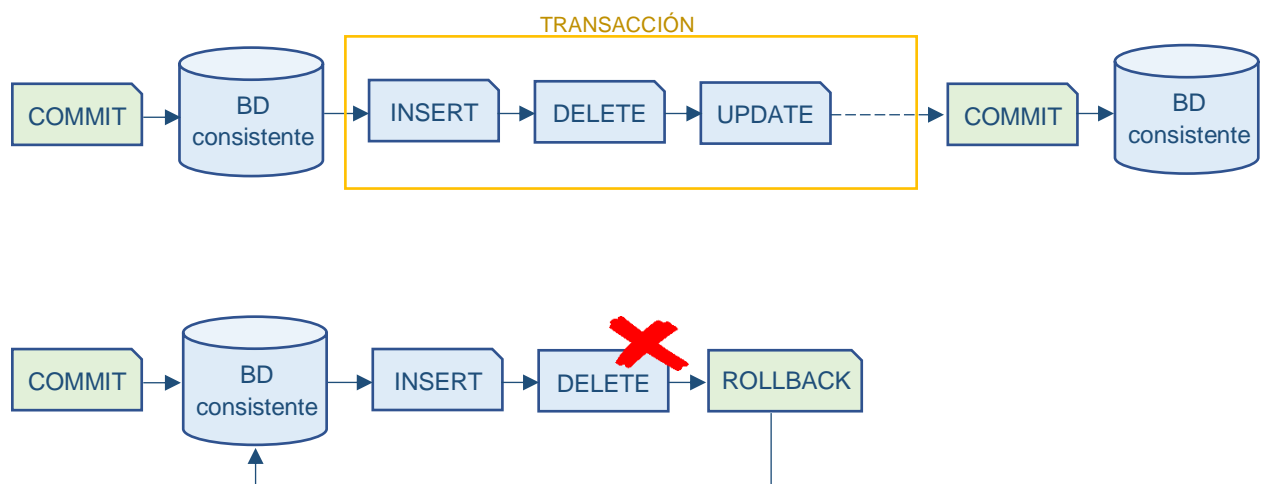 TRANSACCIÓN
COMMIT
BD
consistente
INSERT
DELETE
UPDATE
COMMIT
BD
consistente
COMMIT
BD
consistente
INSERT
DELETE
ROLLBACK